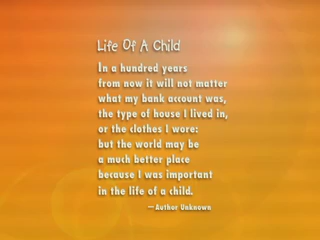 Life Of A Child
In a hundred years
from now it will not matter
what my bank account was,
the type of house I lived in,
or the clothes I wore:
but the world may be
a much better place
because I was important
in the life of a child.
—Author Unknown